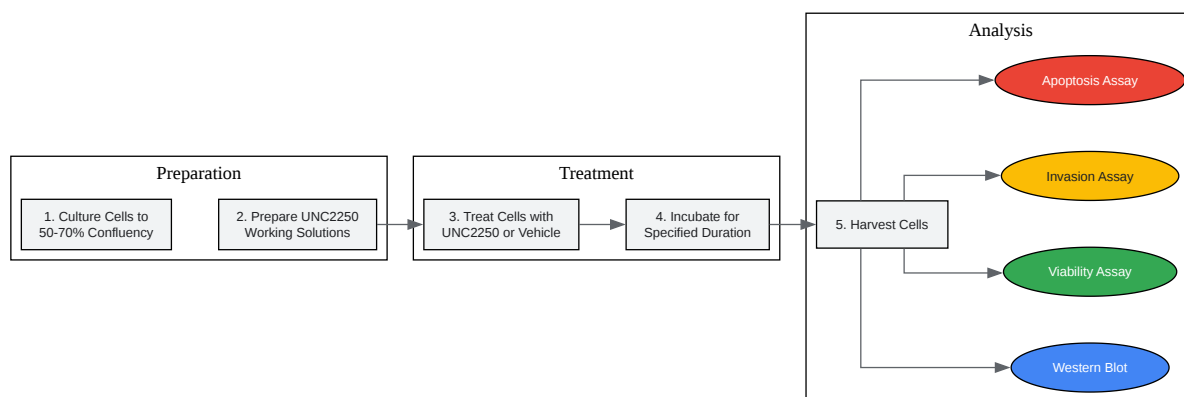 Preparation
1. Culture Cells to
50-70% Confluency
2. Prepare UNC2250
Working Solutions
Treatment
3. Treat Cells with
UNC2250 or Vehicle
4. Incubate for
Specified Duration
Analysis
5. Harvest Cells
Apoptosis Assay
Invasion Assay
Viability Assay
Western Blot